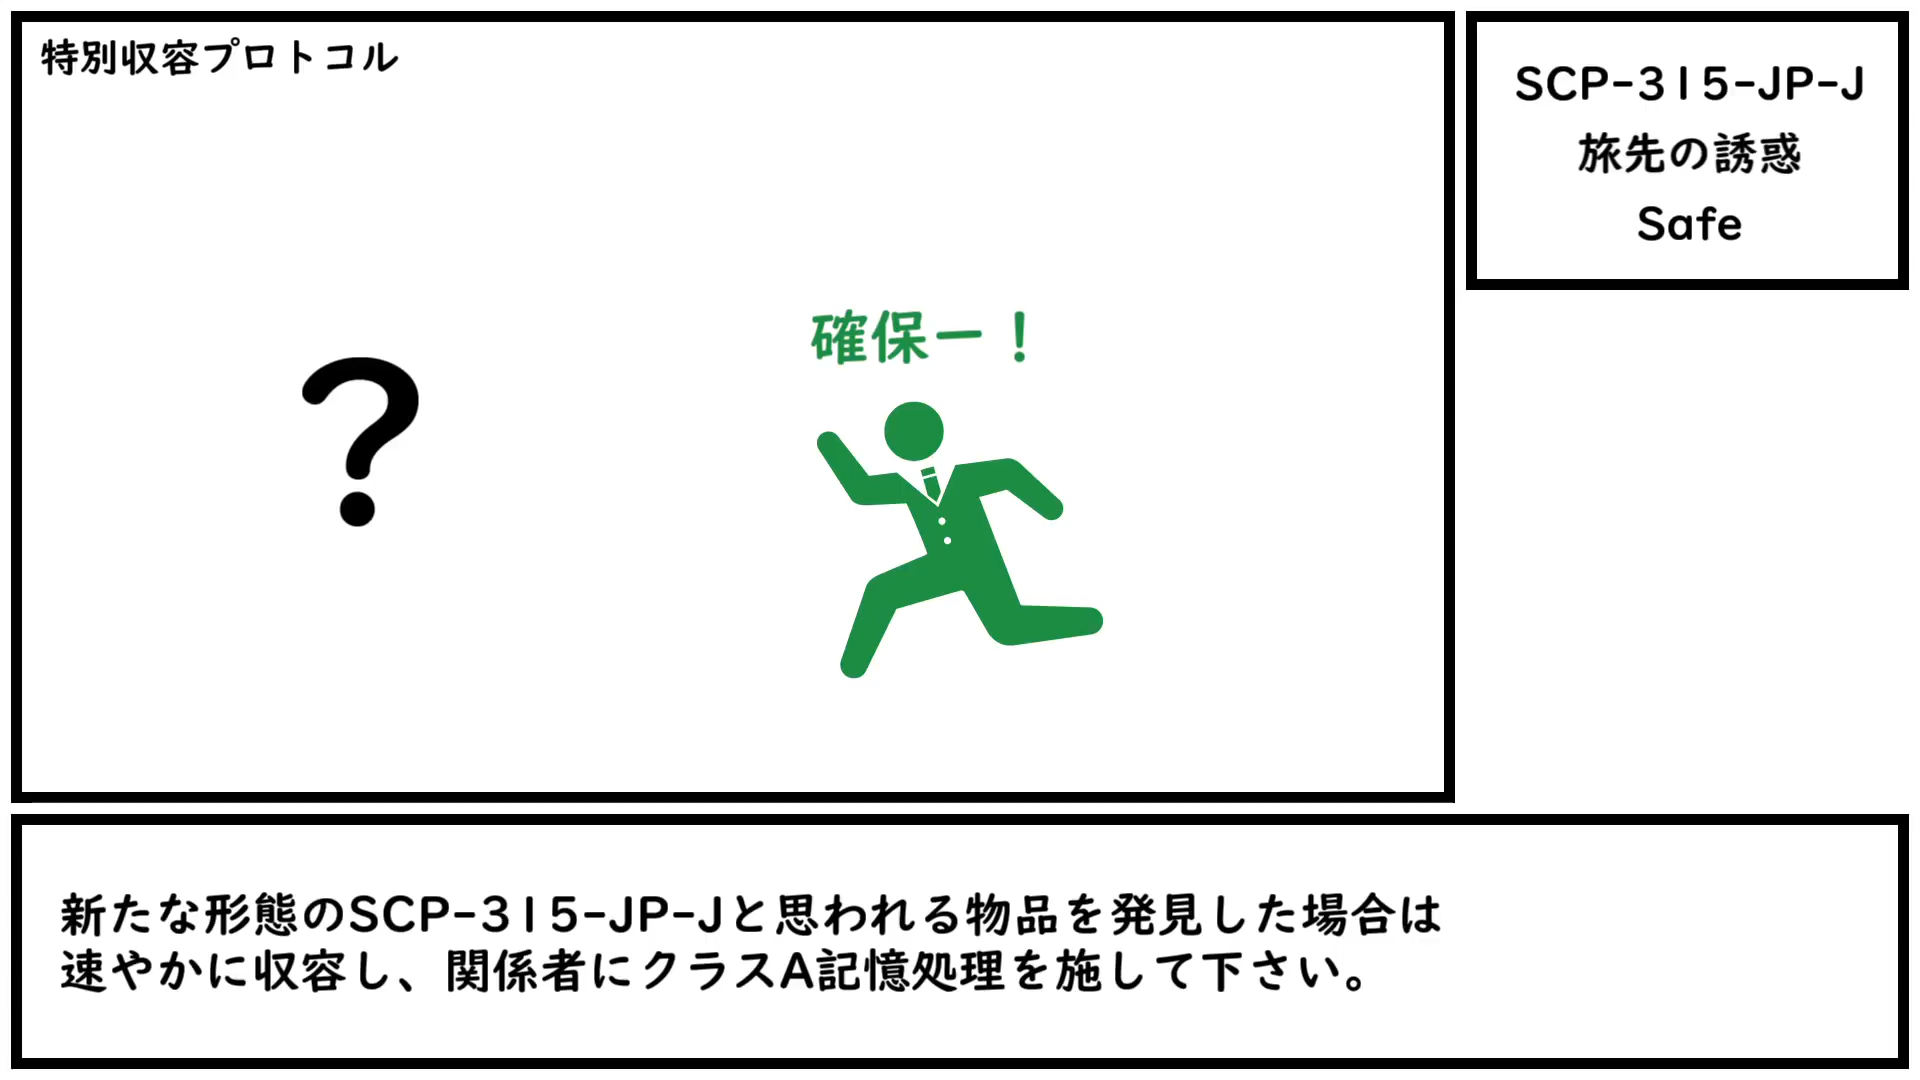 特別収容プロトコル
SCP-315-JP-J
旅先の誘惑
Safe
確保ー！
?
新たな形態のSCP-315-JP-Jと思われる物品を発見した場合は
速やかに収容し、関係者にクラスA記憶処理を施して下さい。